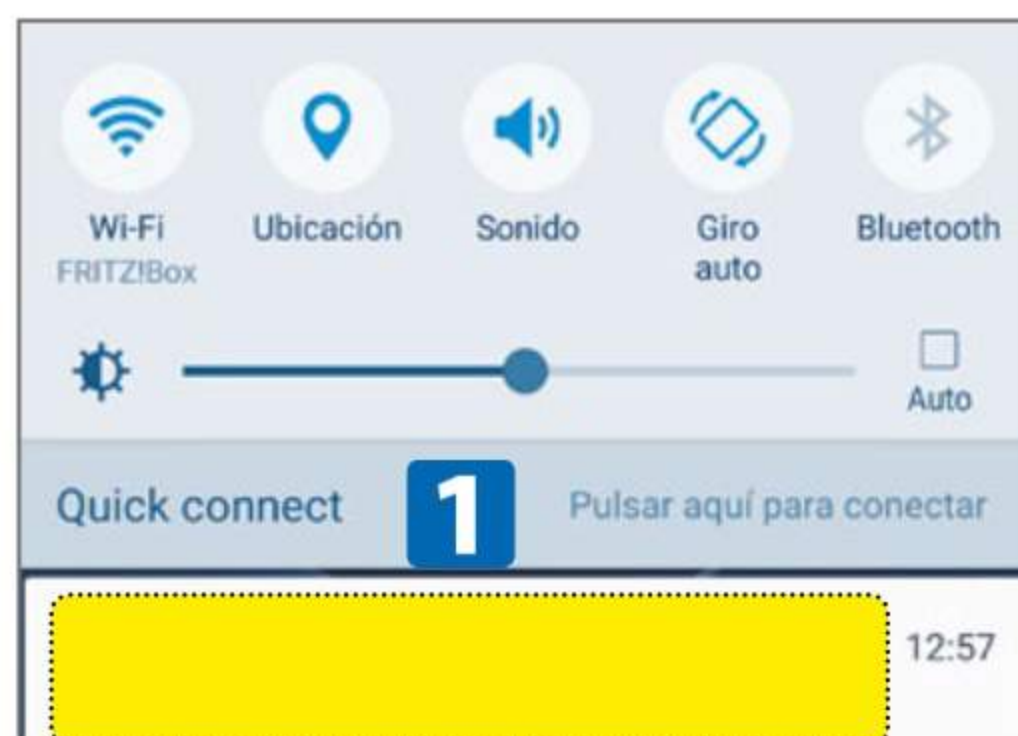 Wi-Fi
FRITZ!Box
Ubicación
Sonido
Giro
auto
Bluetooth
Auto
Quick connect
1
Pulsar aquí para conectar
12:57